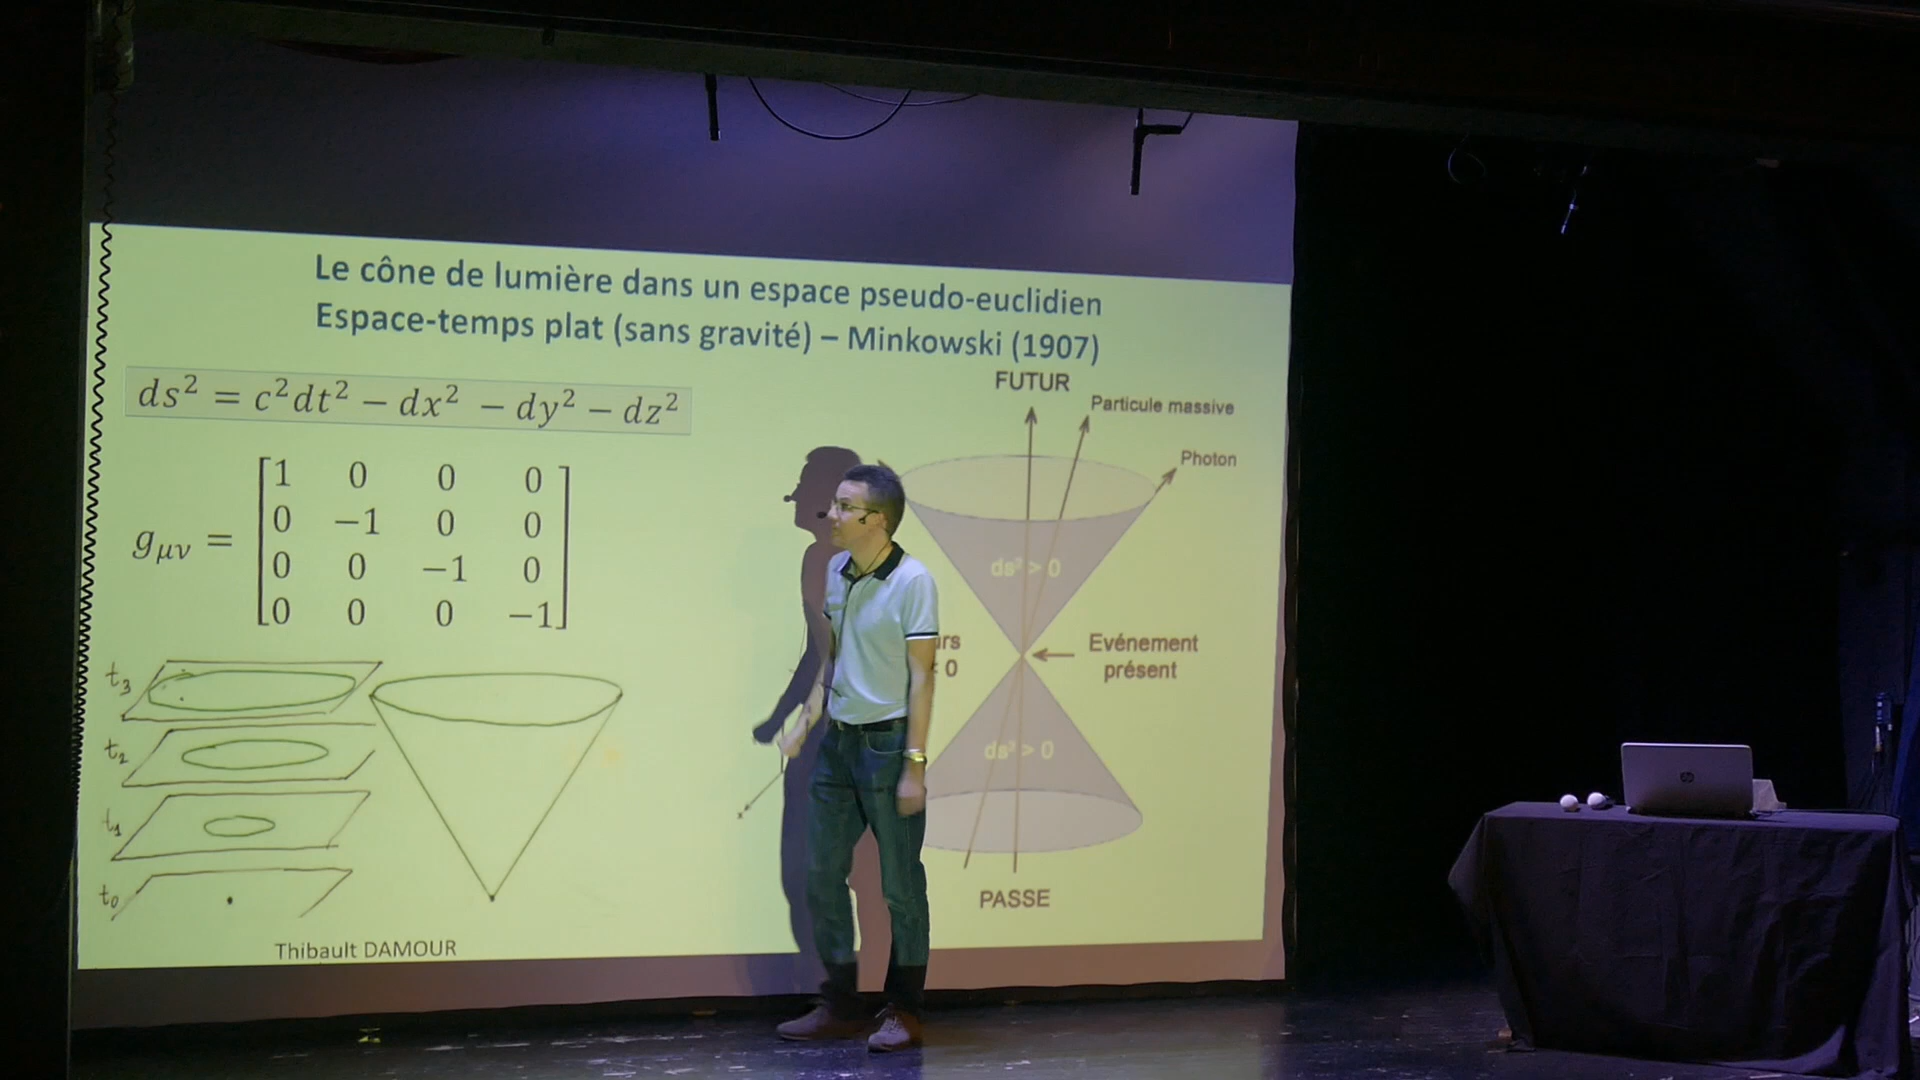 Le cône de lumière dans un espace pseudo-euclidien
Espace-temps plat (sans gravité) – Minkowski (1907)
ds² = c²dt² – dx² – dy² – dz²
g_μν =
1 0 0 0
0 −1 0 0
0 0 −1 0
0 0 0 −1
t₃
t₂
t₁
t₀
Thibault DAMOUR
FUTUR
Particule massive
Photon
ds² > 0
Evénement
présent
0
ds² > 0
PASSE
hp